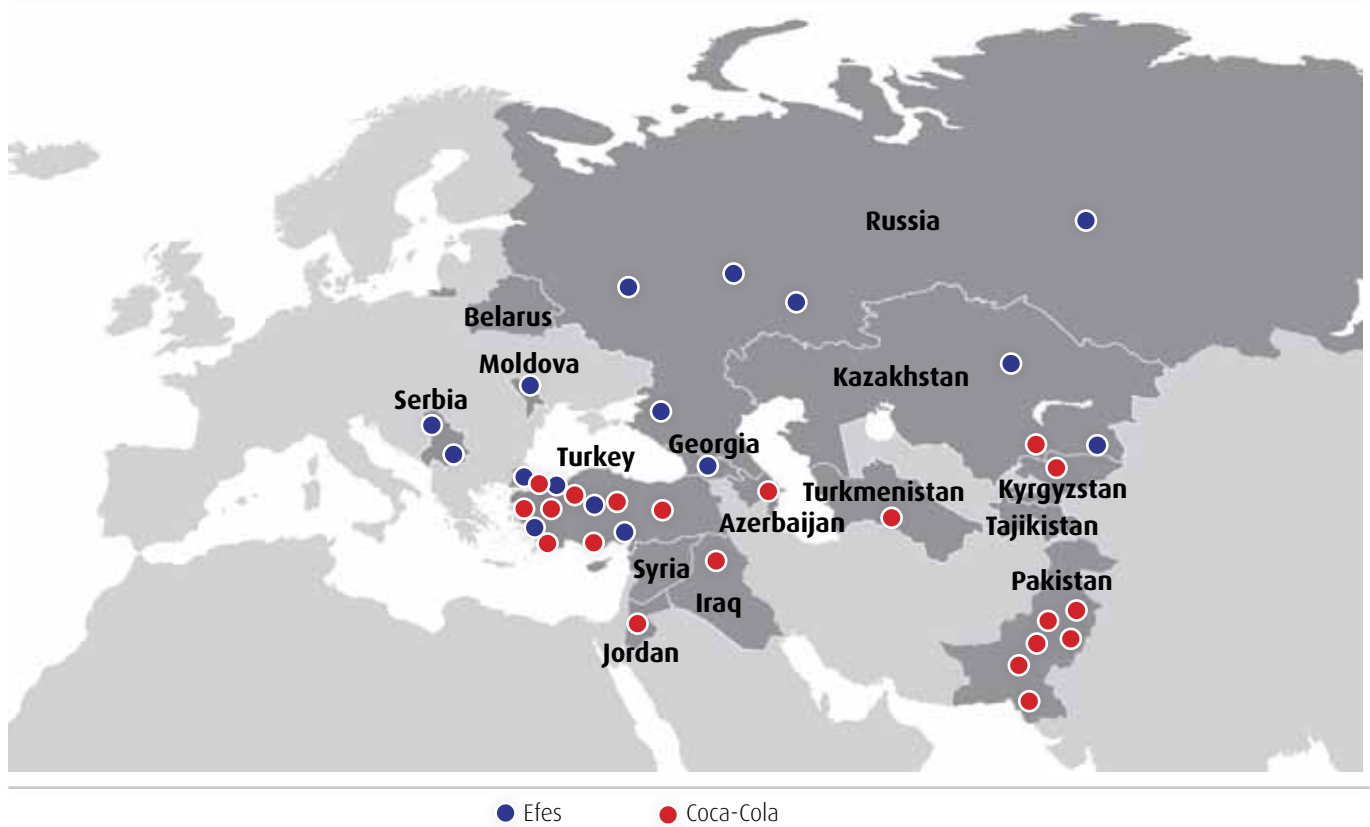 Russia
Belarus
Moldova
Kazakhstan
Serbia
Georgia
Turkey
Turkmenistan
Kyrgyzstan
Azerbaijan
Tajikistan
Syria
Pakistan
Iraq
Jordan
Efes
Coca-Cola